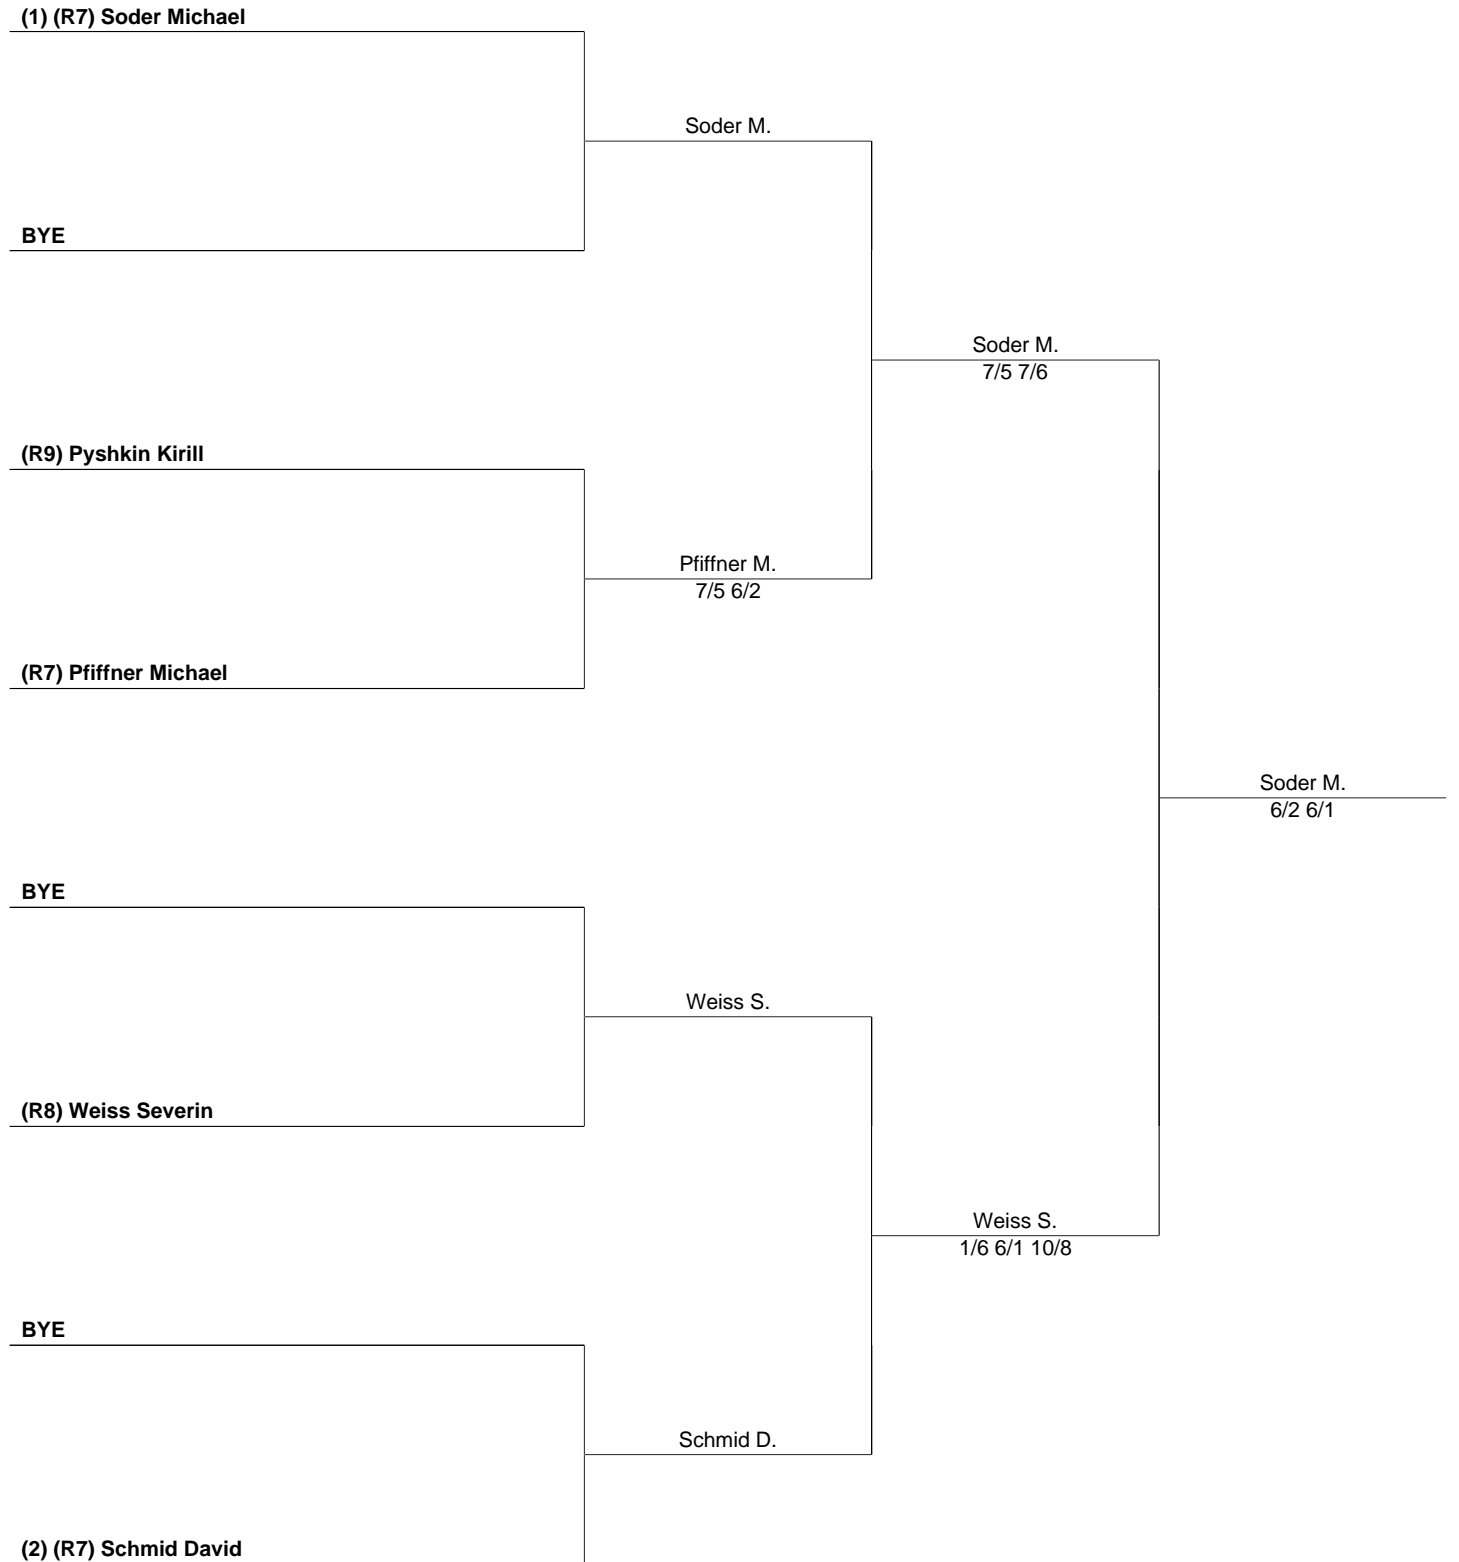 (1) (R7) Soder Michael
Soder M.
BYE
Soder M.
7/5 7/6
(R9) Pyshkin Kirill
Pfiffner M.
7/5 6/2
(R7) Pfiffner Michael
Soder M.
6/2 6/1
BYE
Weiss S.
(R8) Weiss Severin
Weiss S.
1/6 6/1 10/8
BYE
Schmid D.
(2) (R7) Schmid David